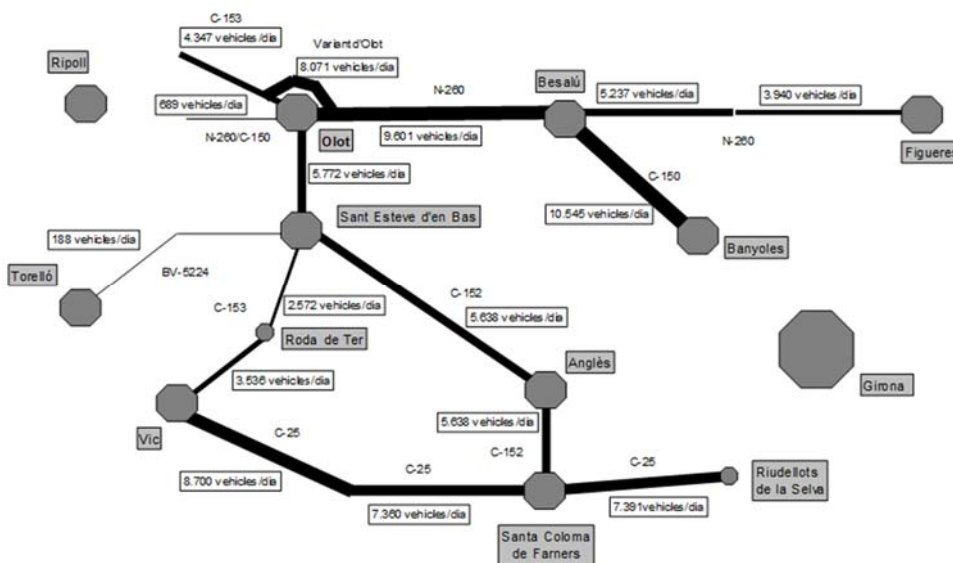 C-153
4.347 vehicles/dia
Variant d'Olot
8.071 vehicles/dia
Ripoll
Besalú
N-260
5.237 vehicles/dia
3.940 vehicles/dia
689 vehicles/dia
N-260/C-150
Olot
9.601 vehicles/dia
N-260
Figueres
5.772 vehicles/dia
C-150
Sant Esteve d'en Bas
10.545 vehicles/dia
188 vehicles/dia
Banyoles
Torelló
BV-5224
C-153
2.572 vehicles/dia
C-152
5.638 vehicles/dia
Roda de Ter
Anglès
3.536 vehicles/dia
Girona
Vic
C-25
5.638 vehicles/dia
C-152
8.700 vehicles/dia
C-25
C-25
Riudellots
de la Selva
7.360 vehicles/dia
7.391vehicles/dia
Santa Coloma
de Farners